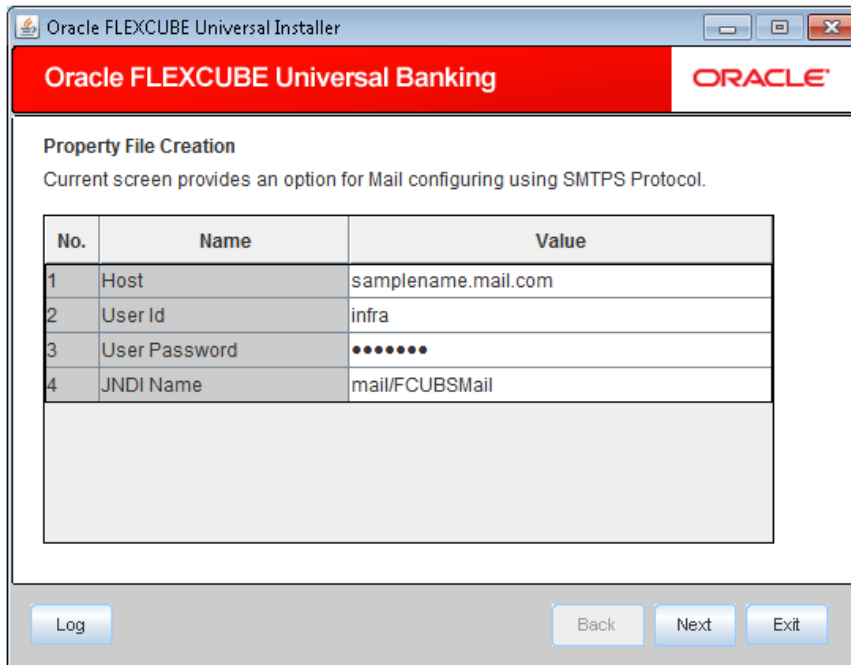 Oracle FLEXCUBE Universal Installer
Oracle FLEXCUBE Universal Banking
ORACLE
Property File Creation
Current screen provides an option for Mail configuring using SMTPS Protocol.
No. Name Value
1 Host samplename.mail.com
2 User Id infra
3 User Password •••••••
4 JNDI Name mail/FCUBSMail
Log Back Next Exit